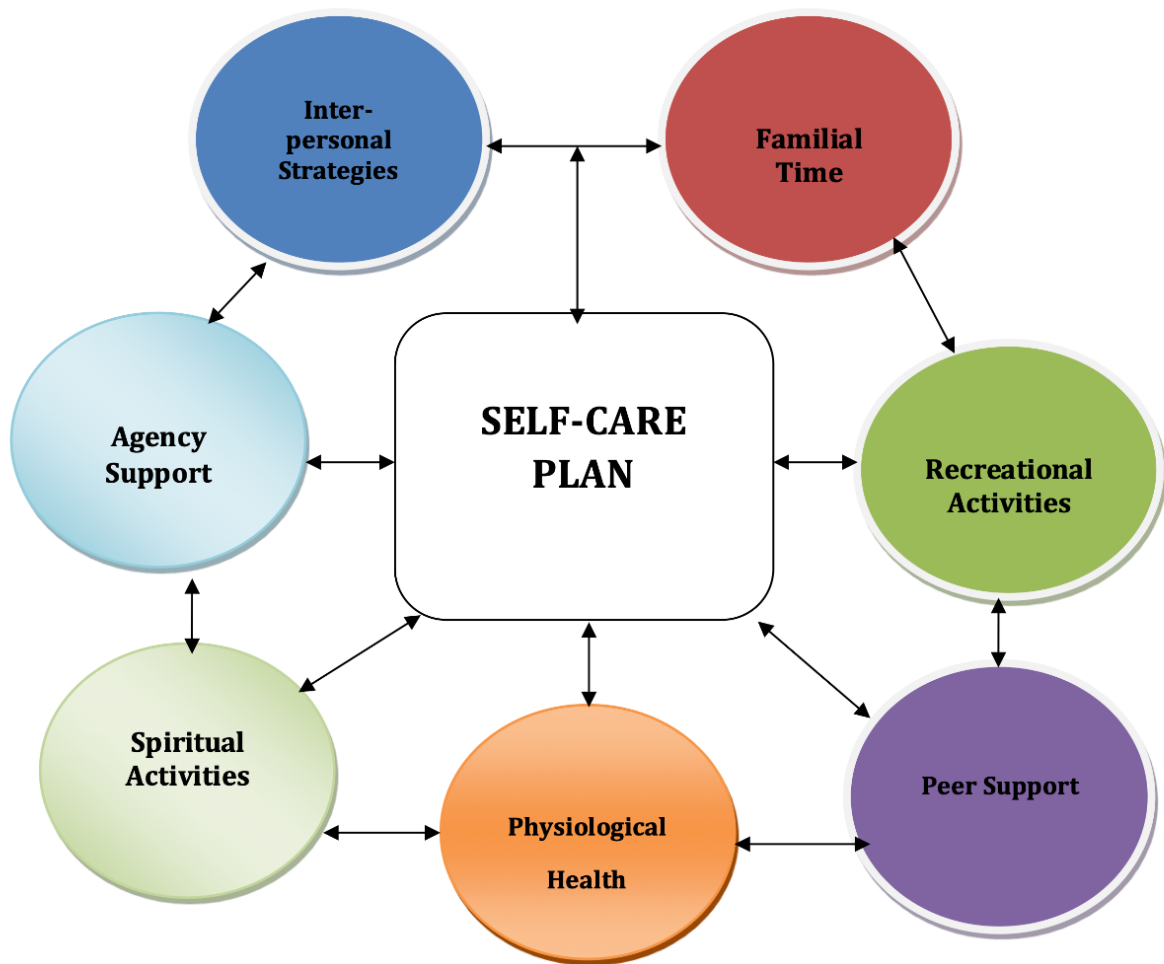 Inter-
personal
Strategies
Familial
Time
SELF-CARE
PLAN
Agency
Support
Recreational
Activities
Spiritual
Activities
Peer Support
Physiological
Health